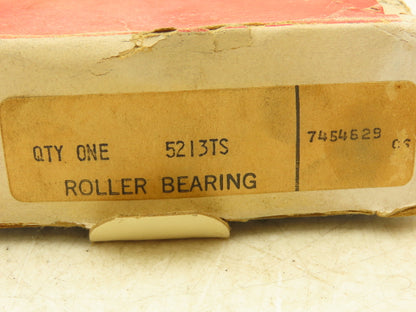 QTY ONE 5213TS 7454629
ROLLER BEARING